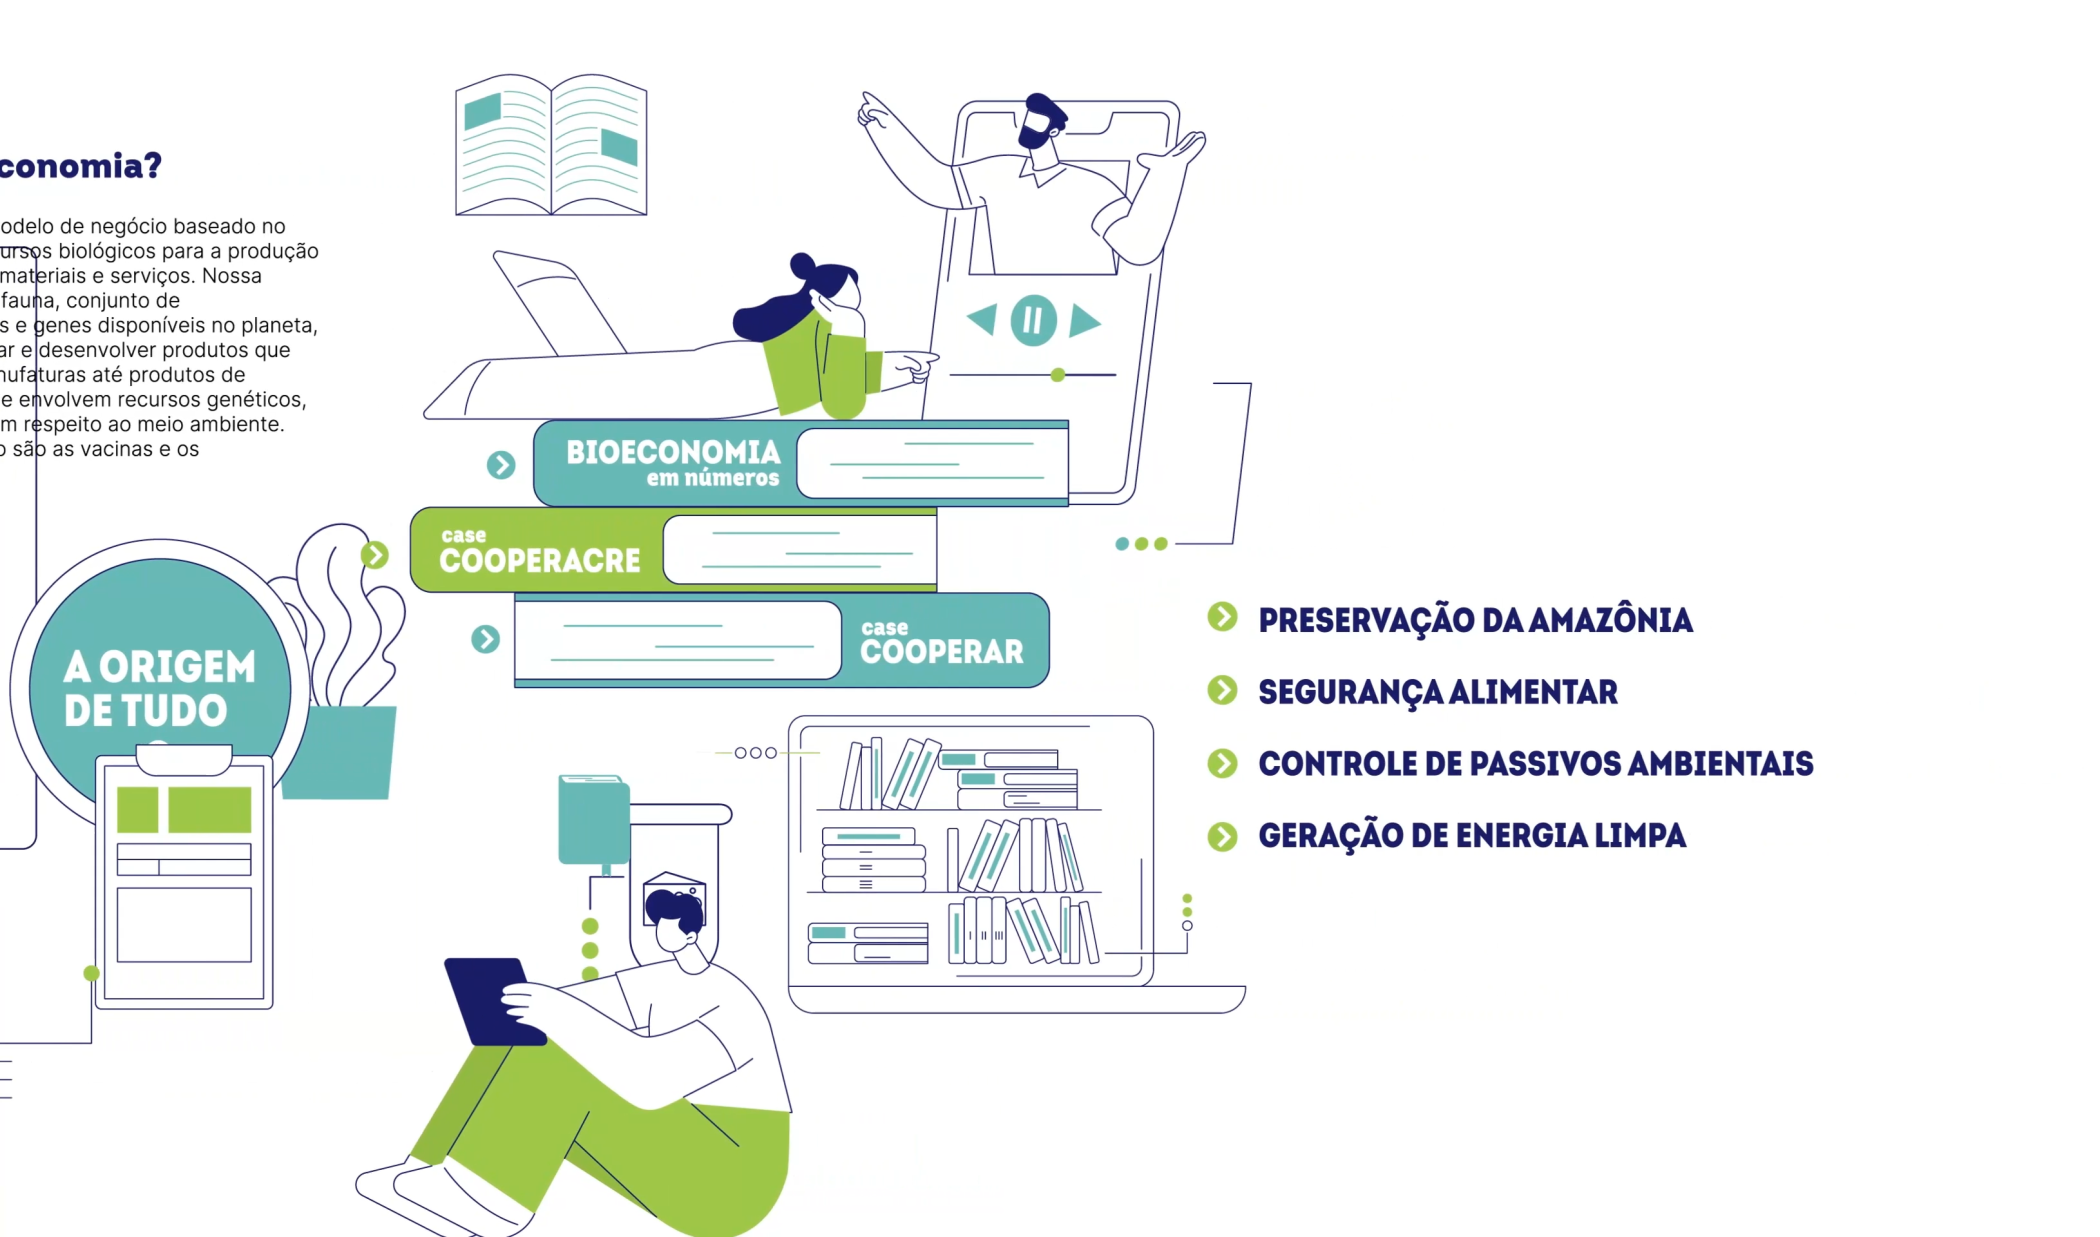 conomia?
odelo de negócio baseado no
ursos biológicos para a produção
materiais e serviços. Nossa
fauna, conjunto de
s e genes disponíveis no planeta,
ar e desenvolver produtos que
nufaturas até produtos de
e envolvem recursos genéticos,
m respeito ao meio ambiente.
o são as vacinas e os
A ORIGEM
DE TUDO
BIOECONOMIA
em números
case
COOPERACRE
case
COOPERAR
PRESERVAÇÃO DA AMAZÔNIA
SEGURANÇA ALIMENTAR
CONTROLE DE PASSIVOS AMBIENTAIS
GERAÇÃO DE ENERGIA LIMPA